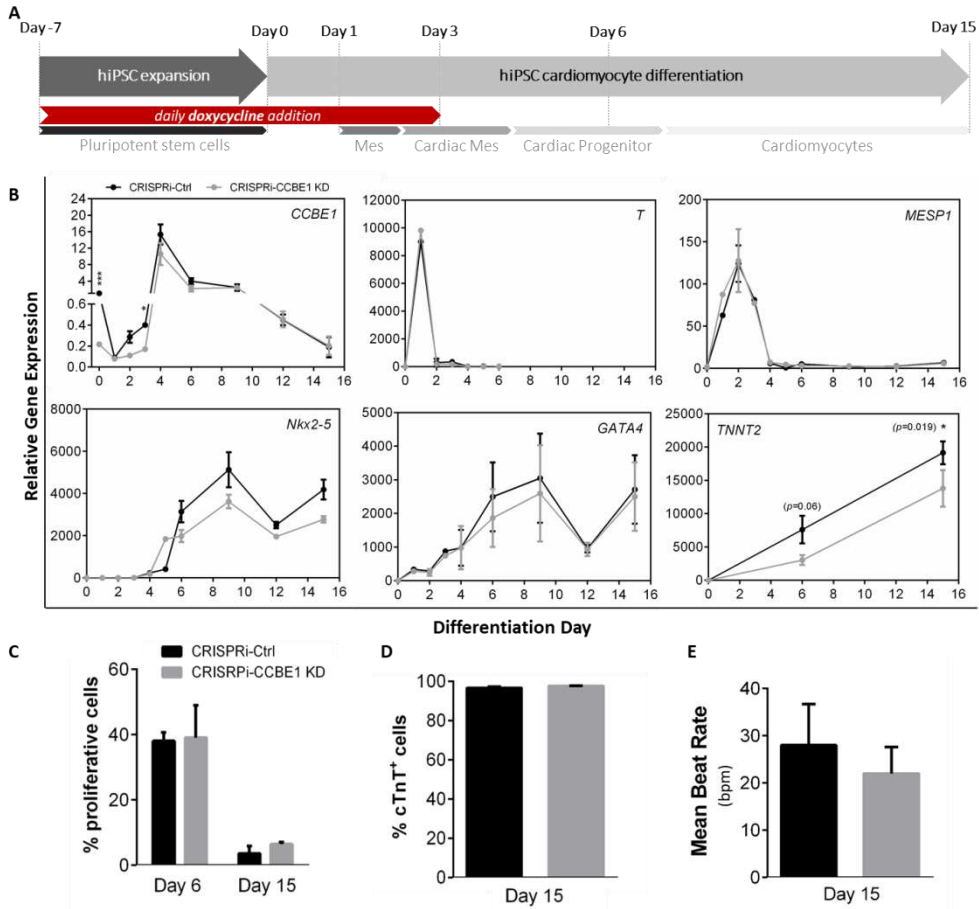 A
Day -7
Day 0
Day 1
Day 3
Day 6
Day 15
hiPSC expansion
hiPSC cardiomyocyte differentiation
daily doxycycline addition
Pluripotent stem cells
Mes
Cardiac Mes
Cardiac Progenitor
Cardiomyocytes
B
CRISPRi-Ctrl
CRISPRi-CCBE1 KD
Relative Gene Expression
CCBE1
24
20
16
12
8
4
0.6
0.4
0.2
0.0
***
*
0 2 4 6 8 10 12 14 16
T
12000
10000
8000
6000
4000
2000
0
0 2 4 6 8 10 12 14 16
MESP1
200
150
100
50
0
0 2 4 6 8 10 12 14 16
Nkx2-5
8000
6000
4000
2000
0
0 2 4 6 8 10 12 14 16
GATA4
5000
4000
3000
2000
1000
0
0 2 4 6 8 10 12 14 16
TNNT2
25000
20000
15000
10000
5000
0
(p=0.06)
(p=0.019) *
0 2 4 6 8 10 12 14 16
Differentiation Day
C
CRISPRi-Ctrl
CRISRPi-CCBE1 KD
% proliferative cells
60
40
20
0
Day 6
Day 15
D
% cTnT+ cells
100
80
60
40
20
0
Day 15
E
Mean Beat Rate
(bpm)
40
30
20
10
0
Day 15